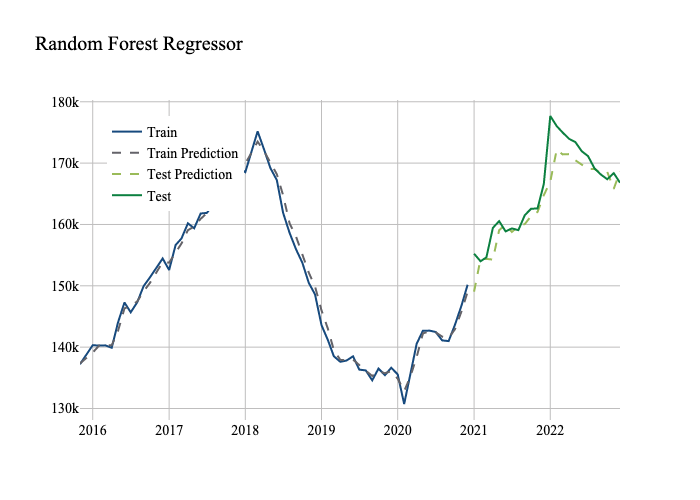 Random Forest Regressor
180k
170k
160k
150k
140k
130k
Train
Train Prediction
Test Prediction
Test
2016 2017 2018 2019 2020 2021 2022